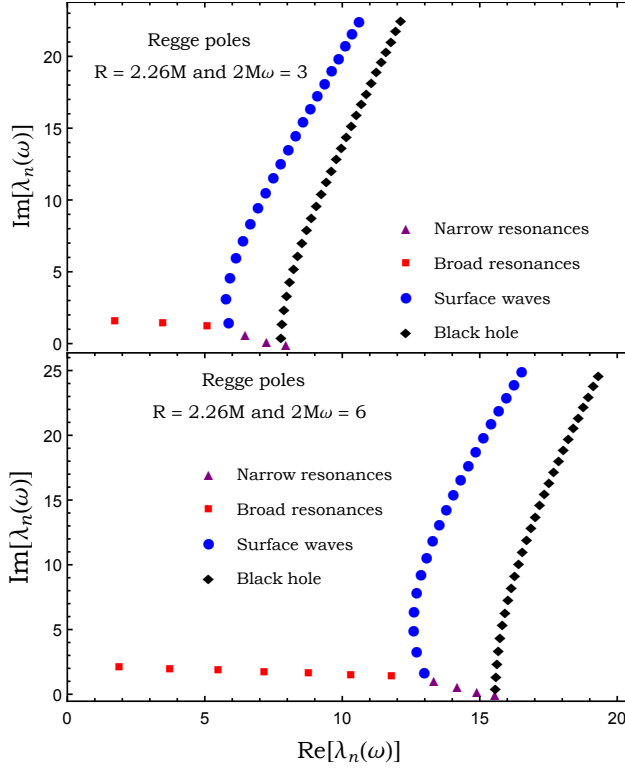 Regge poles
R = 2.26M and 2Mω = 3
Narrow resonances
Broad resonances
Surface waves
Black hole
Im[λₙ(ω)]
20
15
10
5
0
Regge poles
R = 2.26M and 2Mω = 6
Narrow resonances
Broad resonances
Surface waves
Black hole
Im[λₙ(ω)]
25
20
15
10
5
0
0 5 10 15 20
Re[λₙ(ω)]